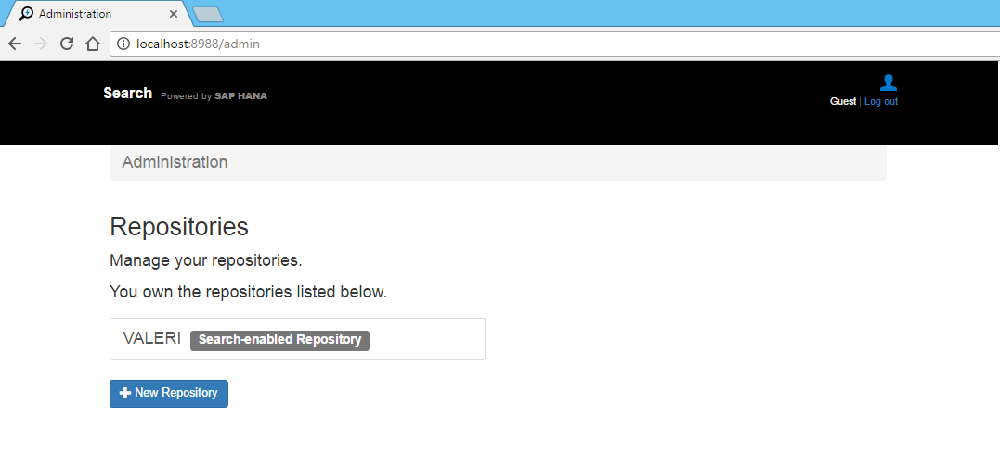 Administration
localhost:8988/admin
Search Powered by SAP HANA
Guest | Log out
Administration
Repositories
Manage your repositories.
You own the repositories listed below.
VALERI Search-enabled Repository
New Repository